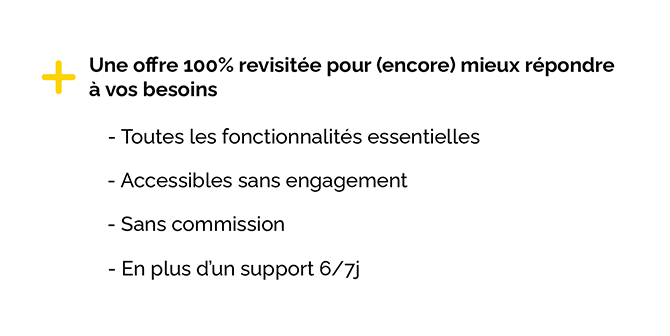 Une offre 100% revisitée pour (encore) mieux répondre
à vos besoins
- Toutes les fonctionnalités essentielles
- Accessibles sans engagement
- Sans commission
- En plus d'un support 6/7j